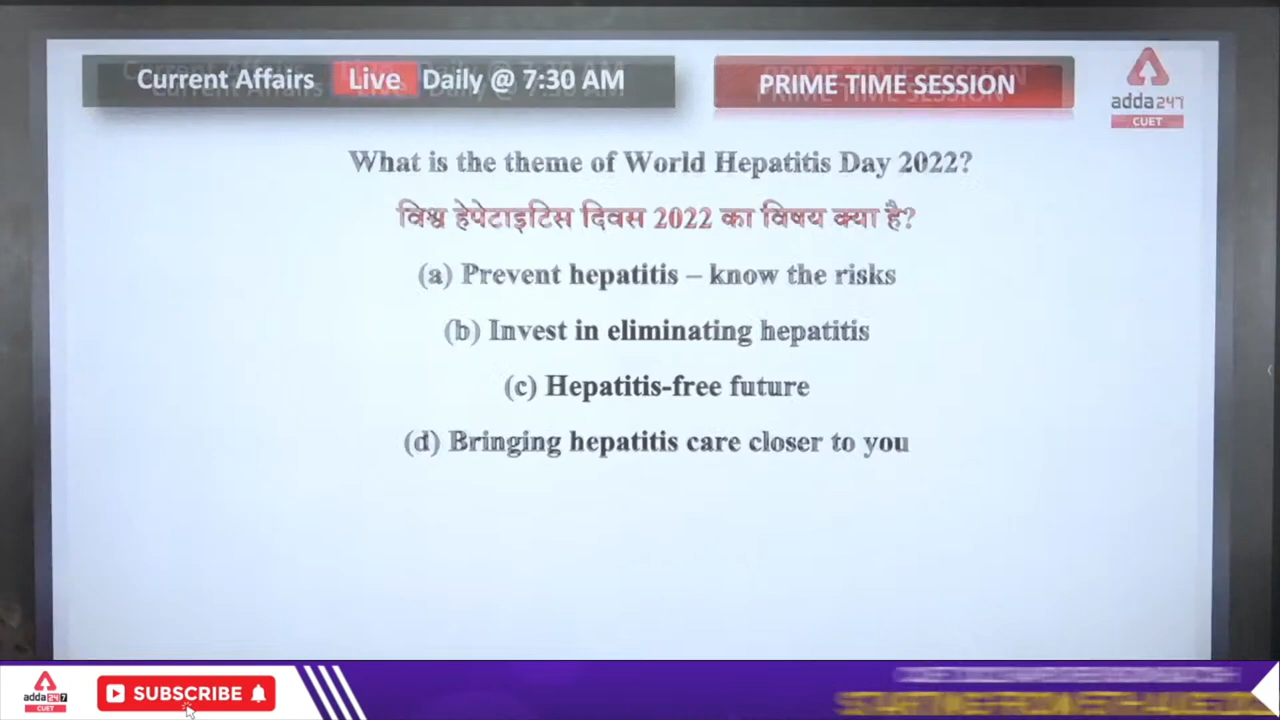 Current Affairs Live Daily @ 7:30 AM
PRIME TIME SESSION
adda247
CUET
What is the theme of World Hepatitis Day 2022?
विश्व हेपेटाइटिस दिवस 2022 का विषय क्या है?
(a) Prevent hepatitis – know the risks
(b) Invest in eliminating hepatitis
(c) Hepatitis-free future
(d) Bringing hepatitis care closer to you
adda247
CUET
SUBSCRIBE